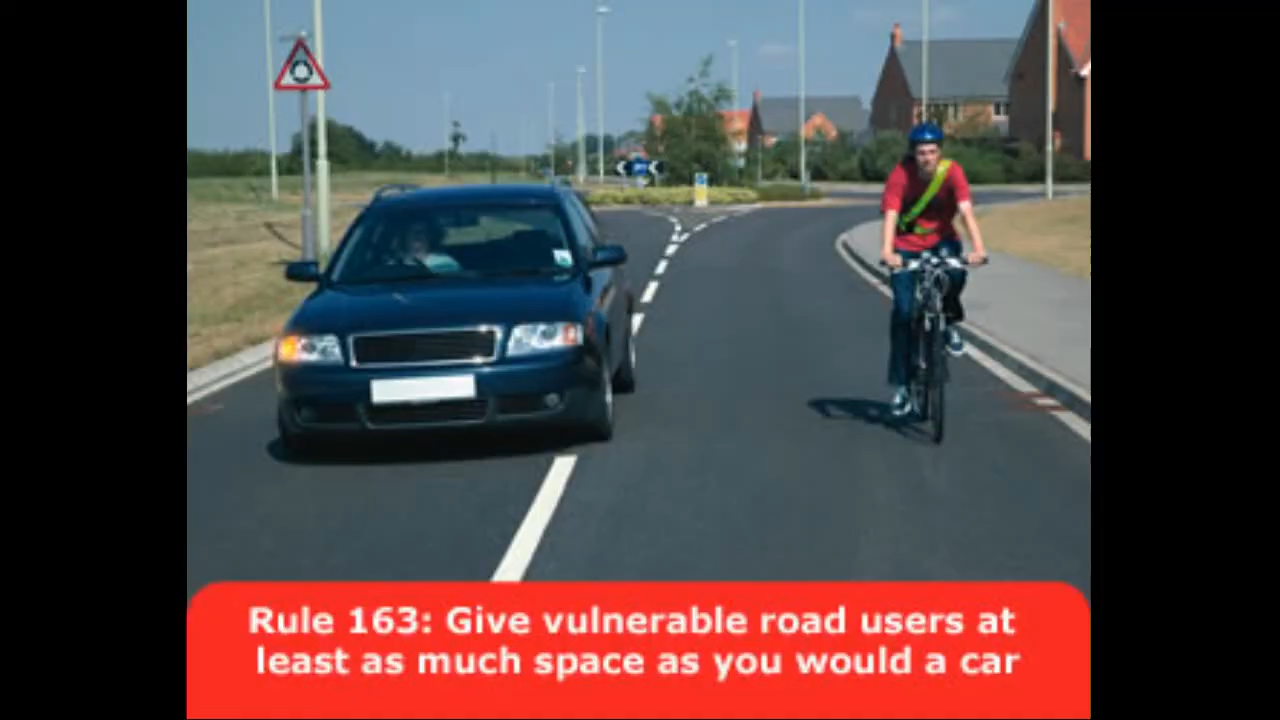 Rule 163: Give vulnerable road users at
least as much space as you would a car